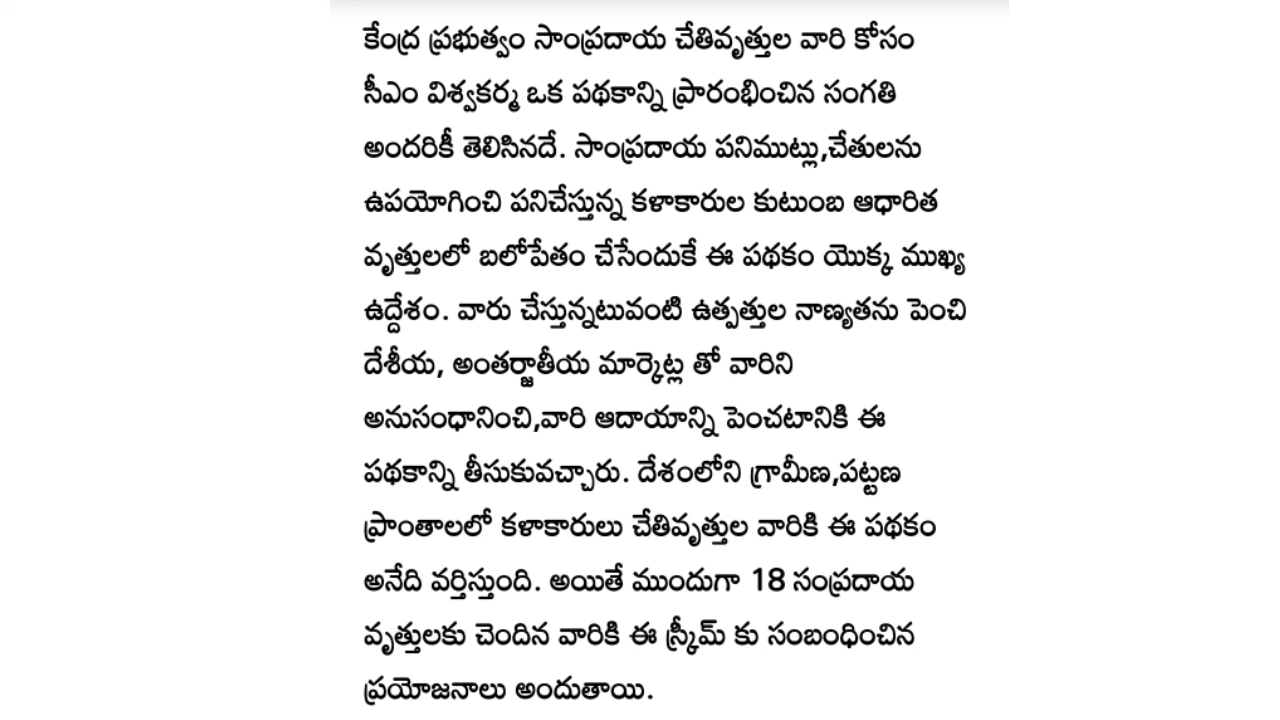 కేంద్ర ప్రభుత్వం సాంప్రదాయ చేతివృత్తుల వారి కోసం
సీఎం విశ్వకర్మ ఒక పథకాన్ని ప్రారంభించిన సంగతి
అందరికీ తెలిసినదే. సాంప్రదాయ పనిముట్లు,చేతులను
ఉపయోగించి పనిచేస్తున్న కళాకారుల కుటుంబ ఆధారిత
వృత్తులలో బలోపేతం చేసేందుకే ఈ పథకం యొక్క ముఖ్య
ఉద్దేశం. వారు చేస్తున్నటువంటి ఉత్పత్తుల నాణ్యతను పెంచి
దేశీయ, అంతర్జాతీయ మార్కెట్ల తో వారిని
అనుసంధానించి,వారి ఆదాయాన్ని పెంచటానికి ఈ
పథకాన్ని తీసుకువచ్చారు. దేశంలోని గ్రామీణ,పట్టణ
ప్రాంతాలలో కళాకారులు చేతివృత్తుల వారికి ఈ పథకం
అనేది వర్తిస్తుంది. అయితే ముందుగా 18 సంప్రదాయ
వృత్తులకు చెందిన వారికి ఈ స్క్రీమ్ కు సంబంధించిన
ప్రయోజనాలు అందుతాయి.